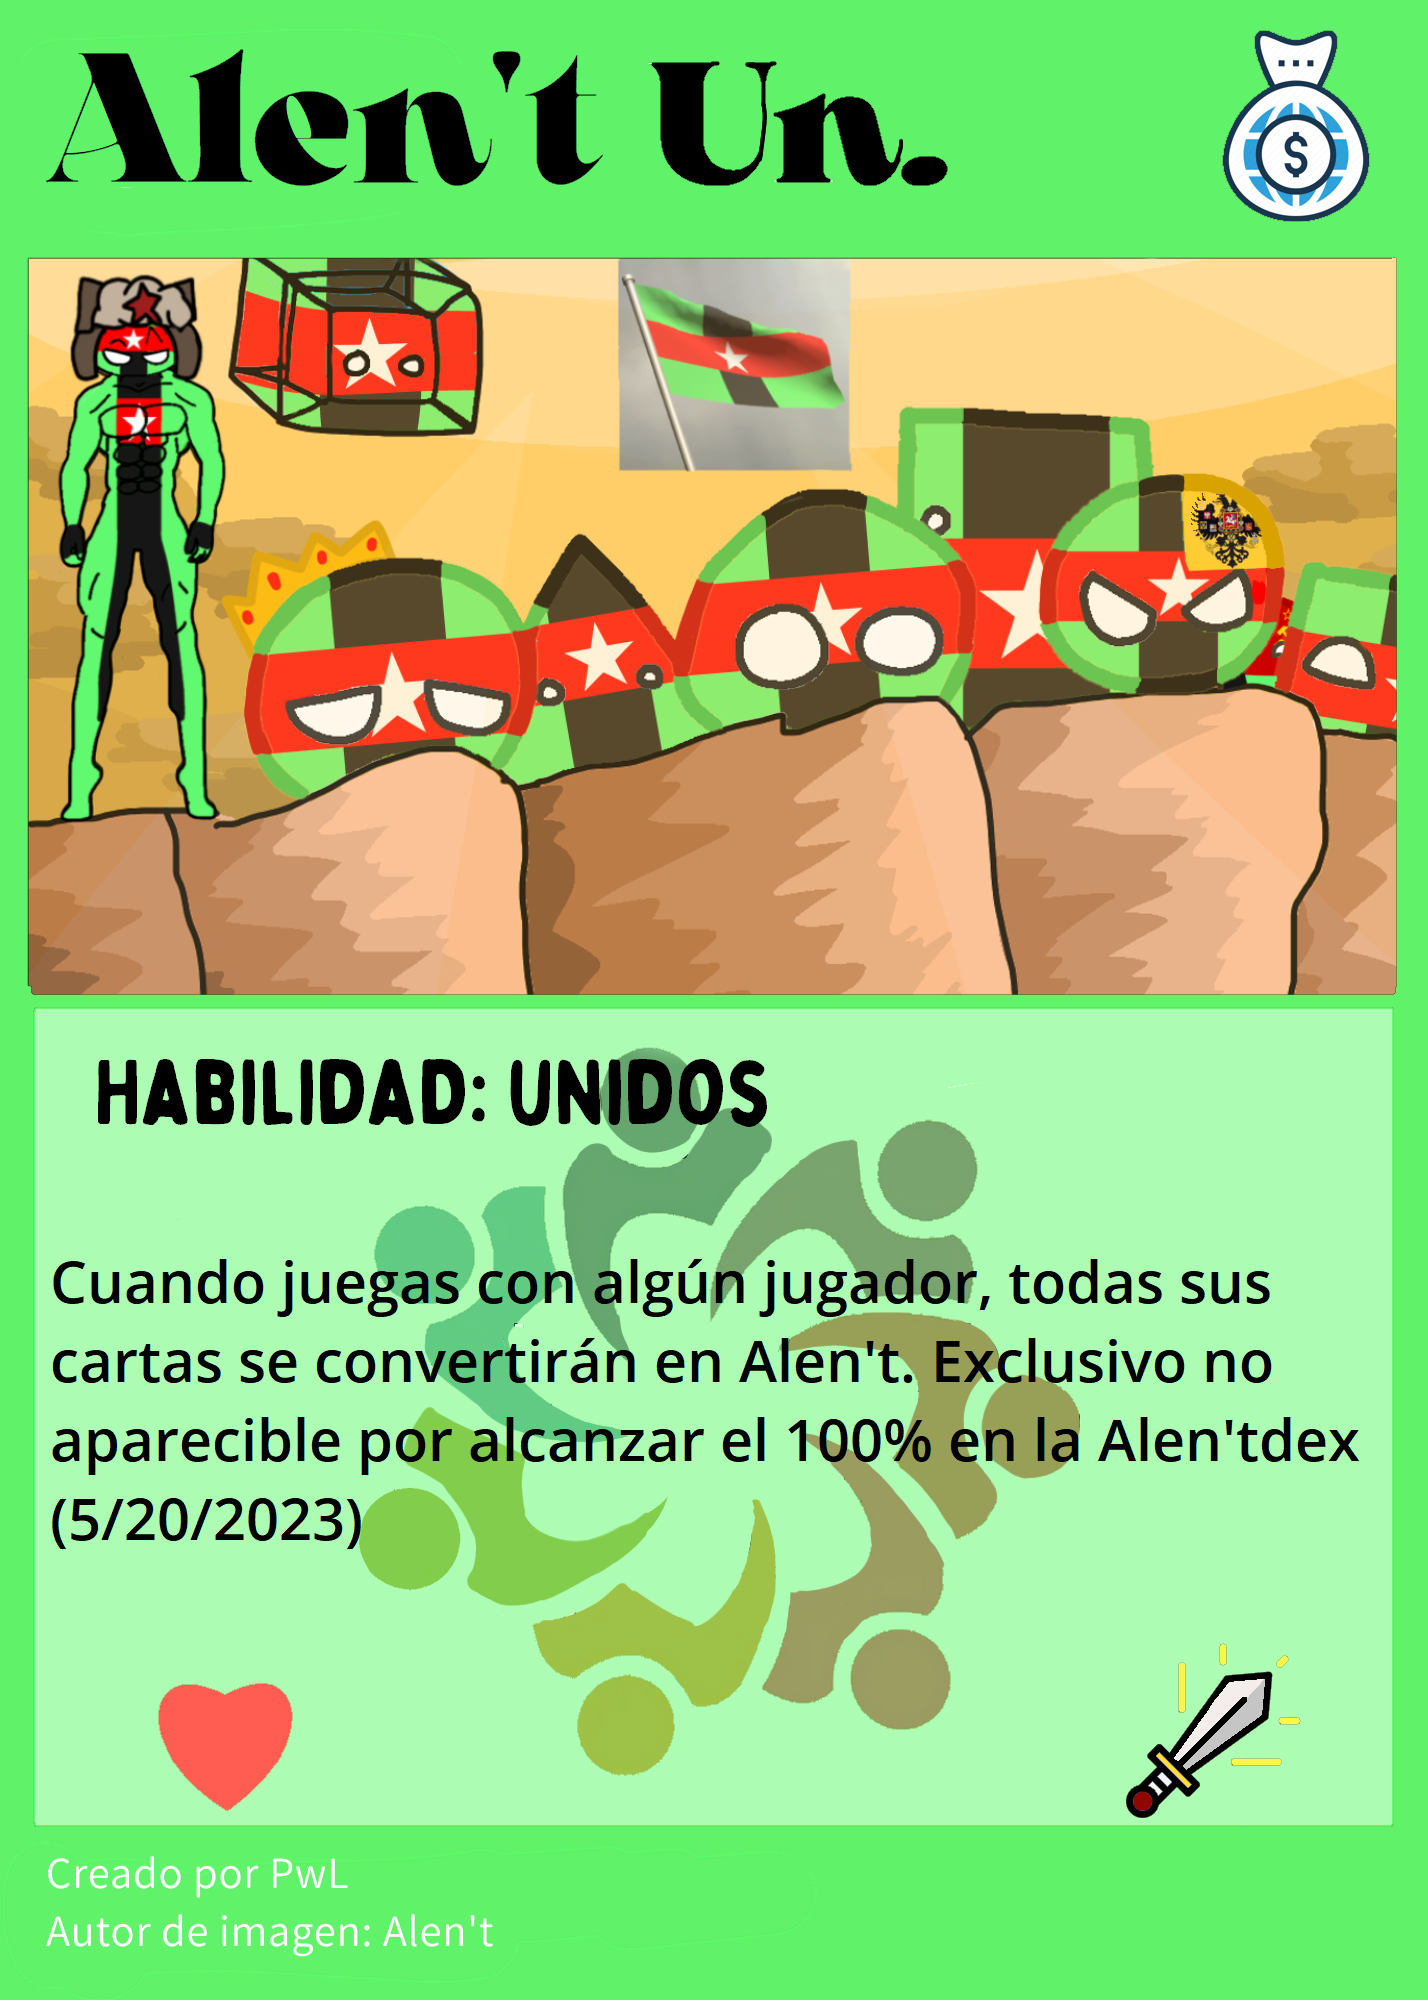 Alen't Un.
$
HABILIDAD: UNIDOS
Cuando juegas con algún jugador, todas sus
cartas se convertirán en Alen't. Exclusivo no
aparecible por alcanzar el 100% en la Alen'tdex
(5/20/2023)
Creado por PwL
Autor de imagen: Alen't